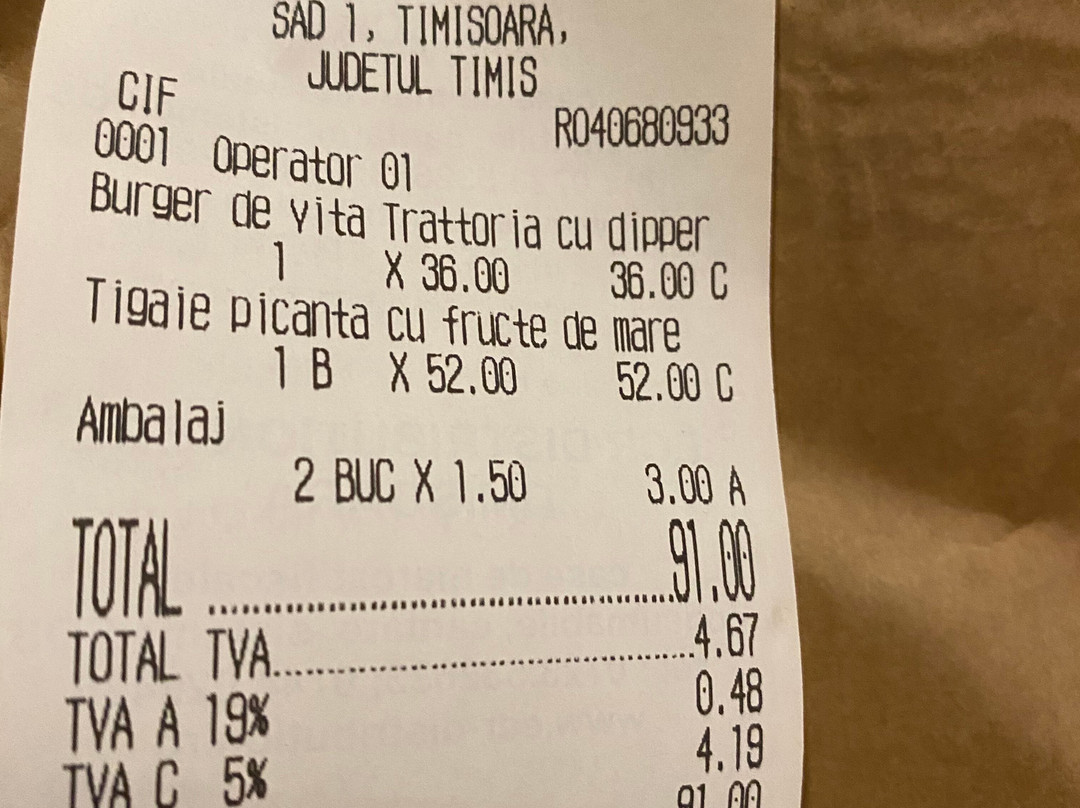 SAD 1, TIMISOARA,
JUDETUL TIMIS
CIF RO40680933
0001 Operator 01
Burger de vita Trattoria cu dipper
1 X 36.00 36.00 C
Tigaie picanta cu fructe de mare
1 B X 52.00 52.00 C
Ambalaj
2 BUC X 1.50 3.00 A
TOTAL ................................91.00
TOTAL TVA................................4.67
TVA A 19% 0.48
TVA C 5% 4.19
91.00